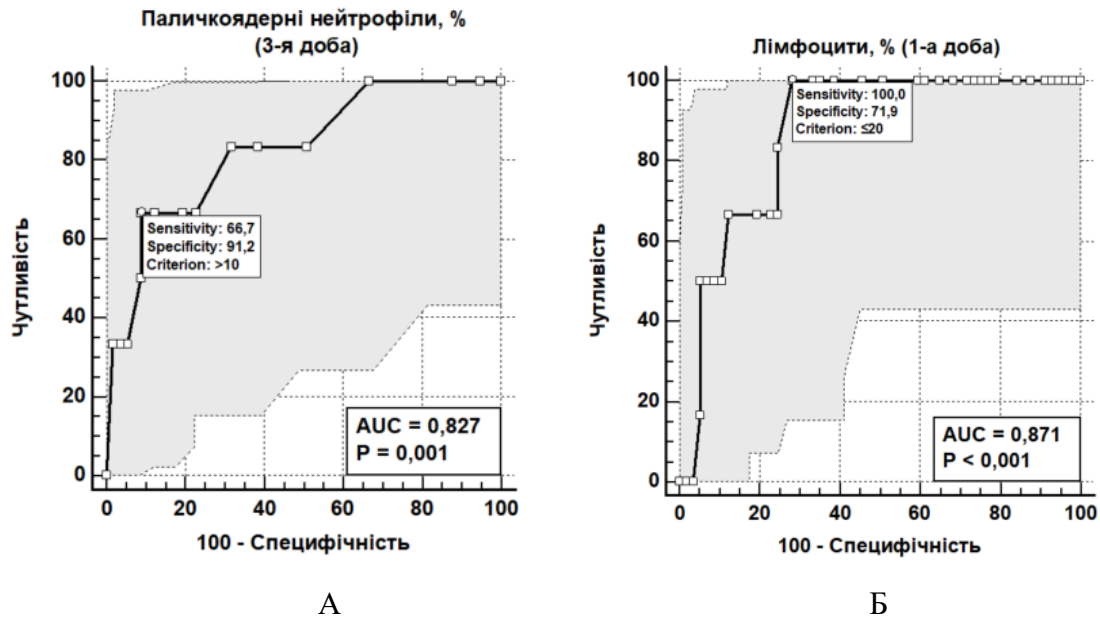 Паличкоядерні нейтрофіли, %
(3-я доба)
100
80
60
40
20
0
Чутливість
Sensitivity: 66,7
Specificity: 91,2
Criterion: >10
AUC = 0,827
P = 0,001
0 20 40 60 80 100
100 - Специфічність
А
Лімфоцити, % (1-а доба)
100
80
60
40
20
0
Чутливість
Sensitivity: 100,0
Specificity: 71,9
Criterion: ≤20
AUC = 0,871
P < 0,001
0 20 40 60 80 100
100 - Специфічність
Б